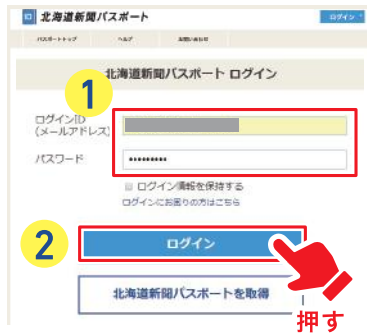 北海道新聞パスポート
ログイン
パスポートトップ
ヘルプ
お問い合わせ
北海道新聞パスポート ログイン
1
ログインID
(メールアドレス)
パスワード
•••••••••
ログイン情報を保持する
ログインにお困りの方はこちら
2
ログイン
北海道新聞パスポートを取得
押す